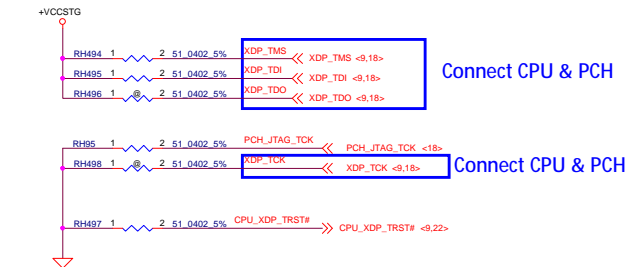 +VCCSTG
RH494 1 2 51_0402_5% XDP_TMS XDP_TMS <9,18>
RH495 1 2 51_0402_5% XDP_TDI XDP_TDI <9,18>
RH496 1 @ 2 51_0402_5% XDP_TDO XDP_TDO <9,18>
Connect CPU & PCH
RH95 1 2 51_0402_5% PCH_JTAG_TCK PCH_JTAG_TCK <18>
RH498 1 @ 2 51_0402_5% XDP_TCK XDP_TCK <9,18>
Connect CPU & PCH
RH497 1 2 51_0402_5% CPU_XDP_TRST# CPU_XDP_TRST# <9,22>